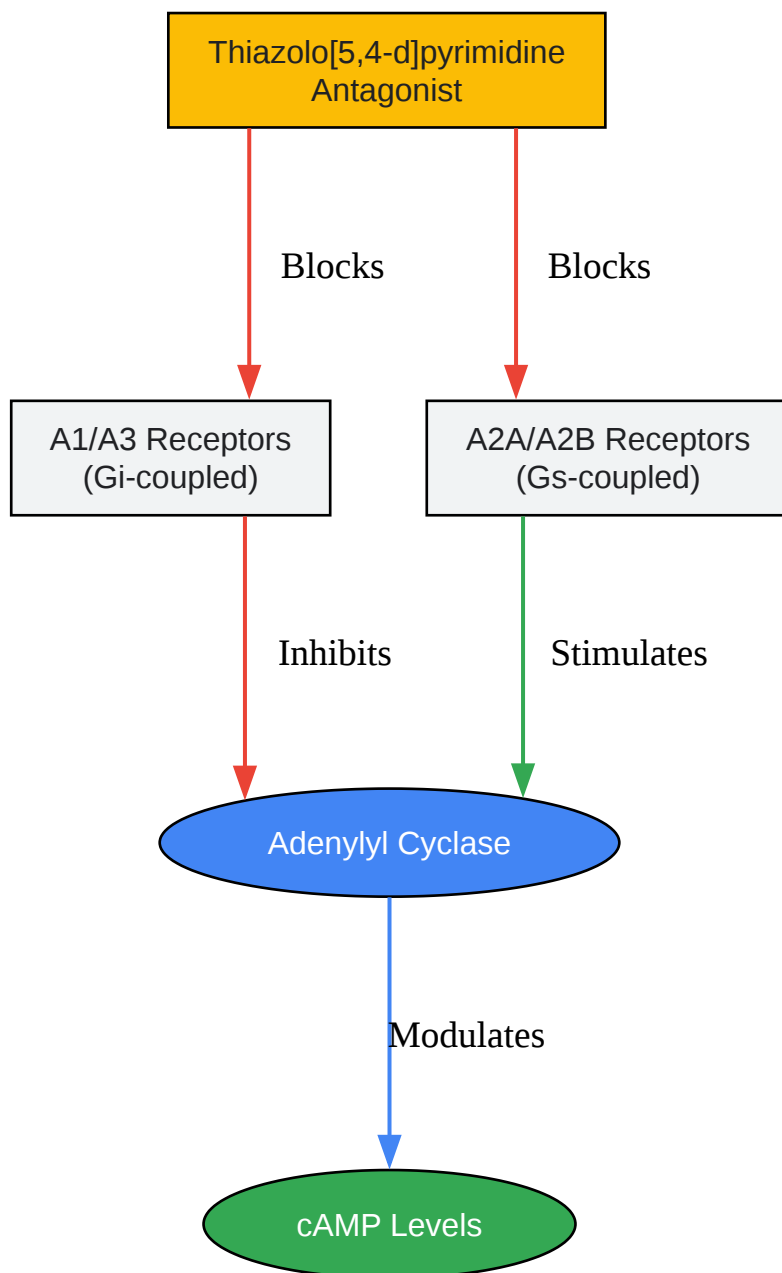 Thiazolo[5,4-d]pyrimidine
Antagonist
Blocks
Blocks
A1/A3 Receptors
(Gi-coupled)
A2A/A2B Receptors
(Gs-coupled)
Inhibits
Stimulates
Adenylyl Cyclase
Modulates
cAMP Levels